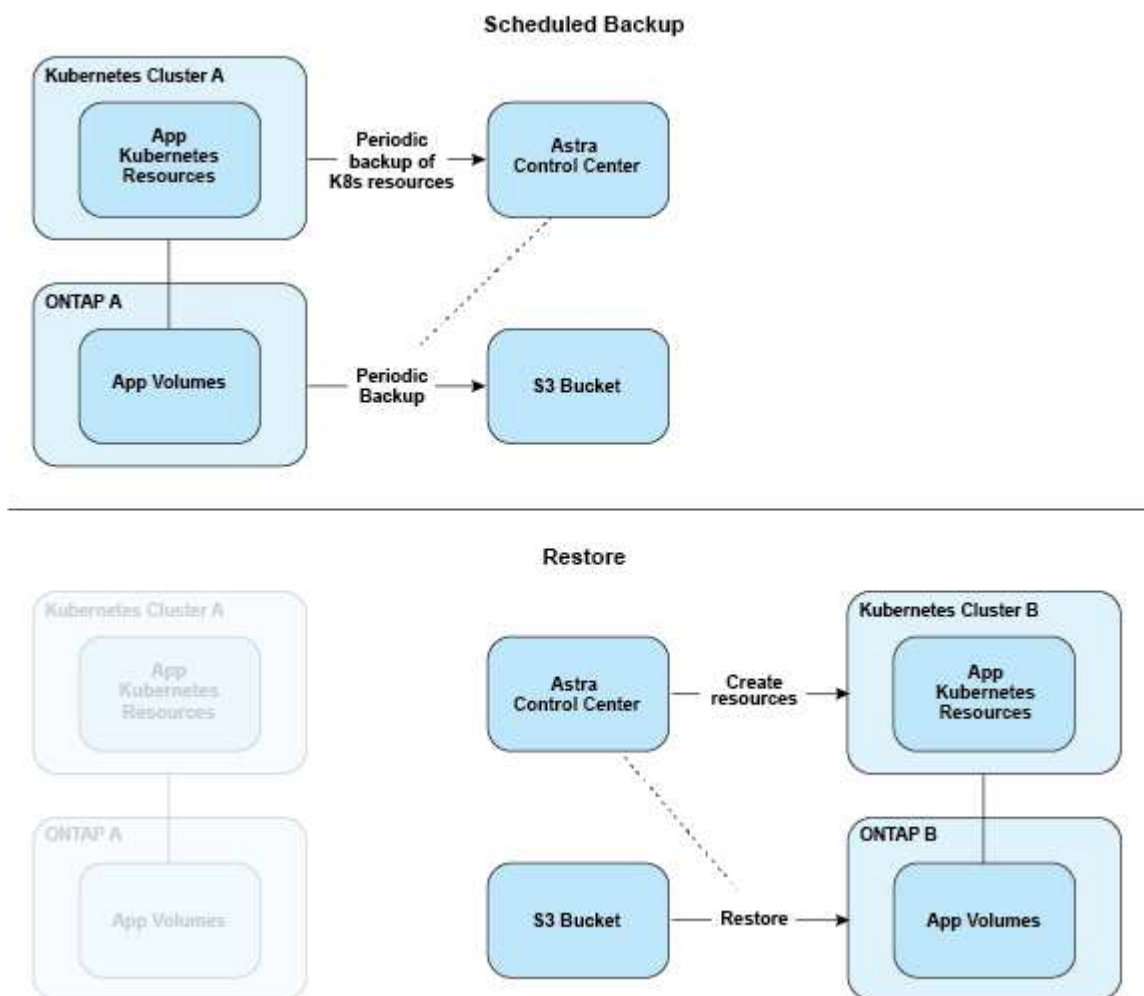 Scheduled Backup
Kubernetes Cluster A
App
Kubernetes
Resources
Periodic
backup of
K8s resources
Astra
Control Center
ONTAP A
App Volumes
Periodic
Backup
S3 Bucket
Restore
Kubernetes Cluster A
App
Kubernetes
Resources
Astra
Control Center
Create
resources
Kubernetes Cluster B
App
Kubernetes
Resources
ONTAP A
App Volumes
S3 Bucket
Restore
ONTAP B
App Volumes